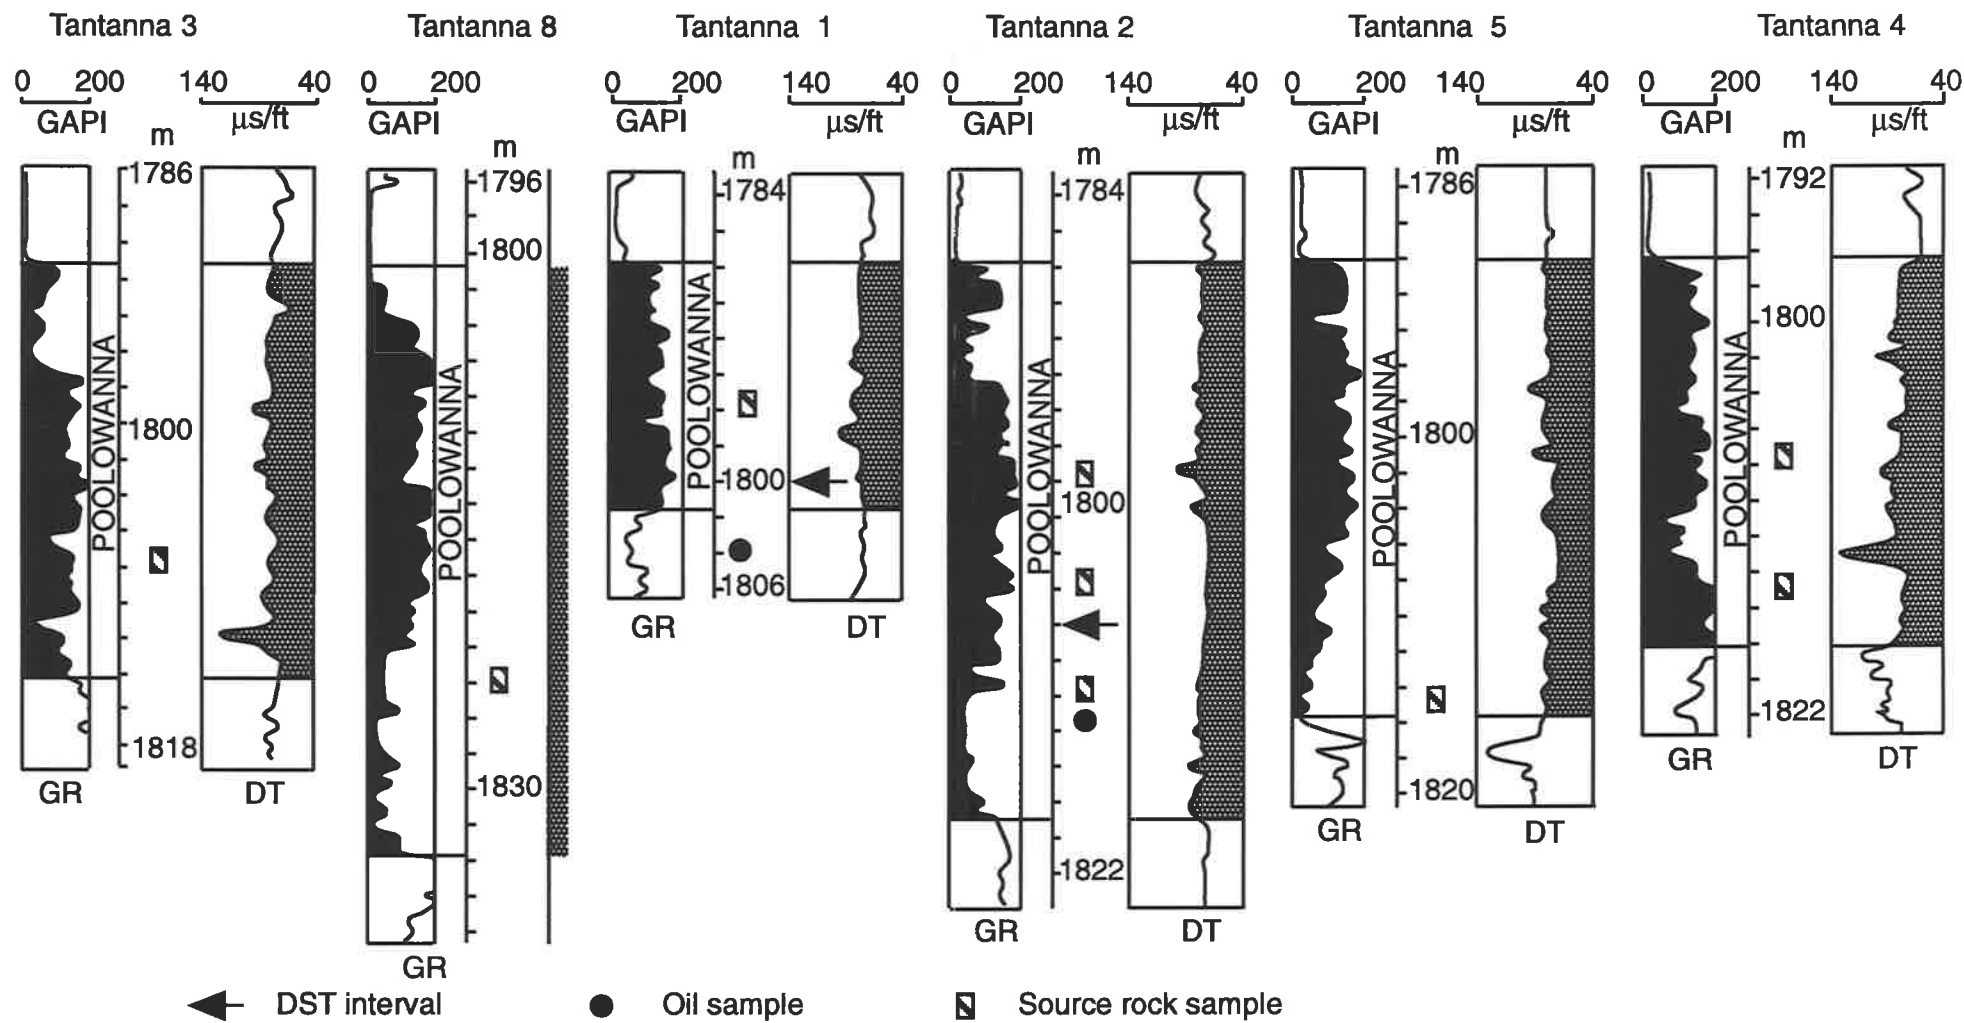 Tantanna 3 Tantanna 8 Tantanna 1 Tantanna 2 Tantanna 5 Tantanna 4
0 200 140 40 0 200 0 200 140 40 0 200 140 40 0 200 140 40 0 200 140 40
GAPI µs/ft GAPI GAPI µs/ft GAPI µs/ft GAPI µs/ft GAPI µs/ft
m m m m m m
1786 1796 1784 1784 1786 1792
1800
1800
POOLOWANNA POOLOWANNA POOLOWANNA POOLOWANNA POOLOWANNA POOLOWANNA
1800 1800
1800 1800
1806
GR DT
1818 1822
GR DT 1830 1820 GR DT
GR DT
1822
GR DT
GR
DST interval Oil sample Source rock sample